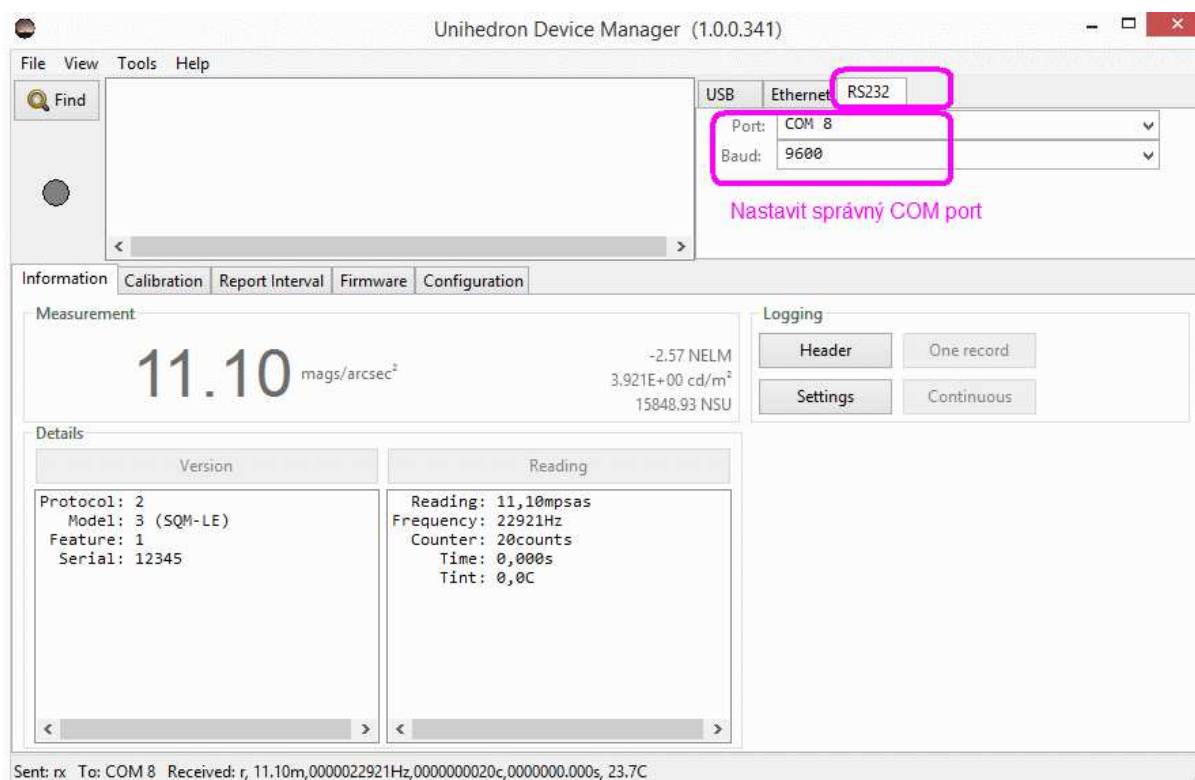 Unihedron Device Manager (1.0.0.341)
File View Tools Help
Find
USB Ethernet RS232
Port: COM 8
Baud: 9600
Nastavit správný COM port
Information Calibration Report Interval Firmware Configuration
Measurement
11.10 mags/arcsec²
-2.57 NELM
3.921E+00 cd/m²
15848.93 NSU
Logging
Header One record
Settings Continuous
Details
Version Reading
Protocol: 2
Model: 3 (SQM-LE)
Feature: 1
Serial: 12345
Reading: 11,10mpsas
Frequency: 22921Hz
Counter: 20counts
Time: 0,000s
Tint: 0,0C
Sent: rx To: COM 8 Received: r, 11.10m,0000022921Hz,0000000020c,0000000.000s, 23.7C